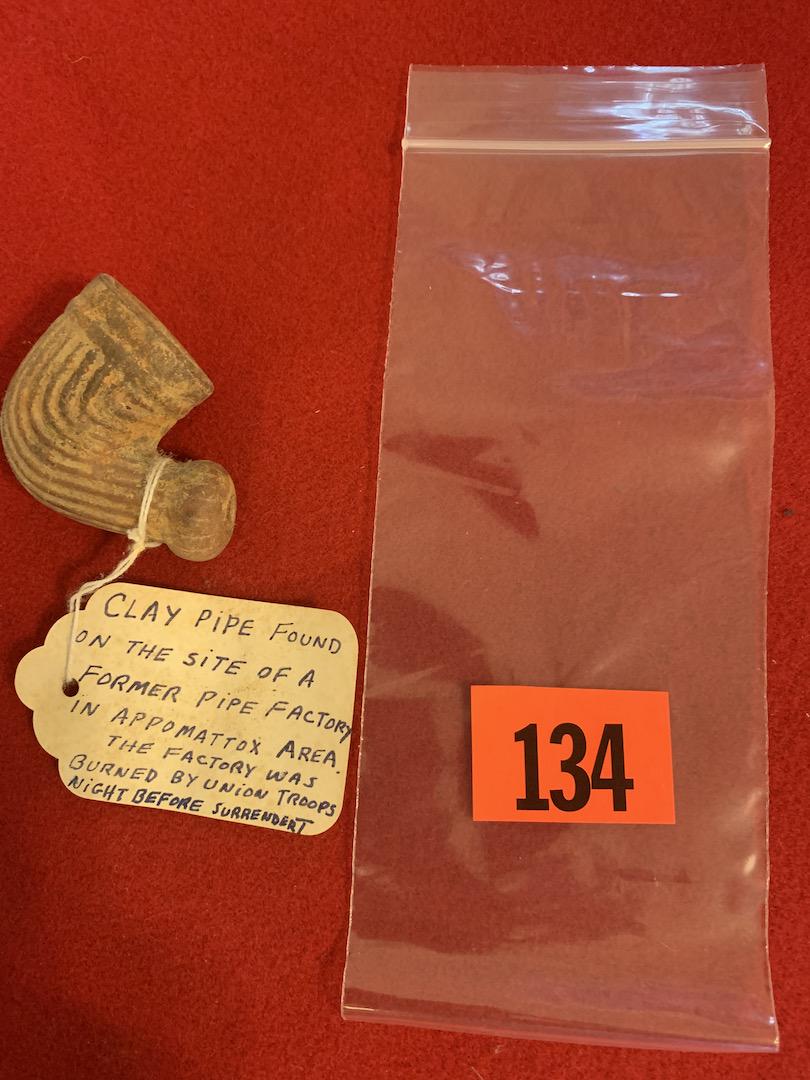 CLAY PIPE FOUND
ON THE SITE OF A
FORMER PIPE FACTORY
IN APPOMATTOX AREA.
THE FACTORY WAS
BURNED BY UNION TROOPS
NIGHT BEFORE SURRENDERT
134